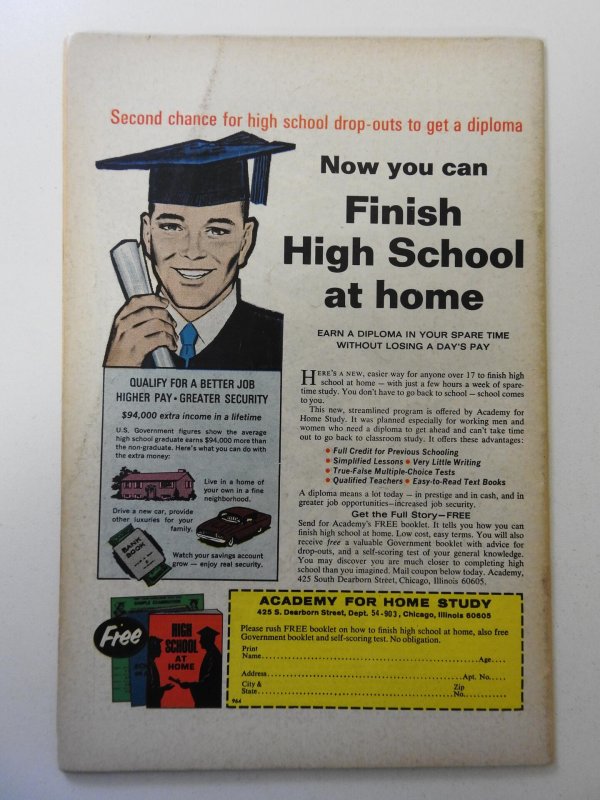 Second chance for high school drop-outs to get a diploma
Now you can
Finish
High School
at home
EARN A DIPLOMA IN YOUR SPARE TIME
WITHOUT LOSING A DAY'S PAY
QUALIFY FOR A BETTER JOB
HIGHER PAY • GREATER SECURITY
$94,000 extra income in a lifetime
U.S. Government figures show the average
high school graduate earns $94,000 more than
the non-graduate. Here's what you can do with
the extra money:
Live in a home of
your own in a fine
neighborhood.
Drive a new car, provide
other luxuries for your
family.
BANK
BOOK
Watch your savings account
grow — enjoy real security.
HERE'S A NEW, easier way for anyone over 17 to finish high
school at home — with just a few hours a week of spare-
time study. You don't have to go back to school — school comes
to you.
This new, streamlined program is offered by Academy for
Home Study. It was planned especially for working men and
women who need a diploma to get ahead and can't take time
out to go back to classroom study. It offers these advantages:
• Full Credit for Previous Schooling
• Simplified Lessons • Very Little Writing
• True-False Multiple-Choice Tests
• Qualified Teachers • Easy-to-Read Text Books
A diploma means a lot today — in prestige and in cash, and in
greater job opportunities—increased job security.
Get the Full Story—FREE
Send for Academy's FREE booklet. It tells you how you can
finish high school at home. Low cost, easy terms. You will also
receive free a valuable Government booklet with advice for
drop-outs, and a self-scoring test of your general knowledge.
You may discover you are much closer to completing high
school than you imagined. Mail coupon below today. Academy,
425 South Dearborn Street, Chicago, Illinois 60605.
Free
HIGH
SCHOOL
AT
HOME
ACADEMY FOR HOME STUDY
425 S. Dearborn Street, Dept. 54-903, Chicago, Illinois 60605
Please rush FREE booklet on how to finish high school at home, also free
Government booklet and self-scoring test. No obligation.
Print
Name........Age....
Address........Apt. No.....
City & Zip
State........No.....
964